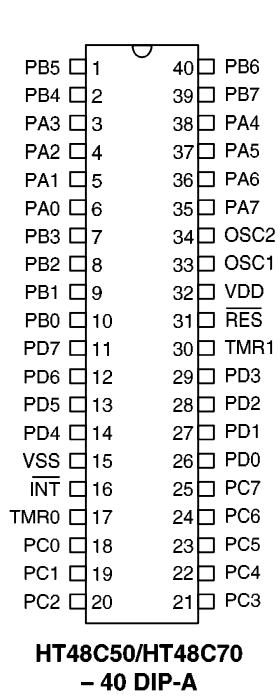 PB5 1 40 PB6
PB4 2 39 PB7
PA3 3 38 PA4
PA2 4 37 PA5
PA1 5 36 PA6
PA0 6 35 PA7
PB3 7 34 OSC2
PB2 8 33 OSC1
PB1 9 32 VDD
PB0 10 31 RES
PD7 11 30 TMR1
PD6 12 29 PD3
PD5 13 28 PD2
PD4 14 27 PD1
VSS 15 26 PD0
INT 16 25 PC7
TMR0 17 24 PC6
PC0 18 23 PC5
PC1 19 22 PC4
PC2 20 21 PC3
HT48C50/HT48C70
– 40 DIP-A